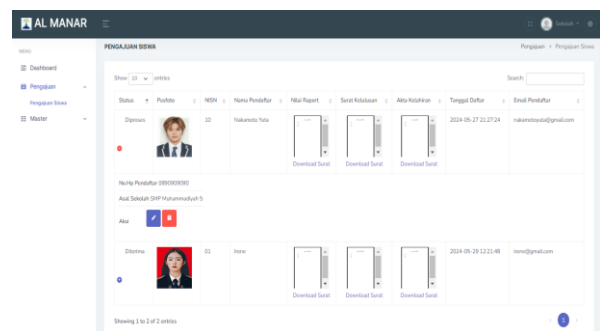 AL MANAR
Sekolah
MENU
Dashboard
Pengajuan
Pengajuan Siswa
Master
PENGAJUAN SISWA
Pengajuan > Pengajuan Siswa
Show 10 entries
Search:
Status Pasfoto NISN Nama Pendaftar Nilai Raport Surat Kelulusan Akta Kelahiran Tanggal Daftar Email Pendaftar
Diproses 10 Nakamoto Yuta 2024-05-27 21:27:24 nakamotoyuta@gmail.com
Download Surat Download Surat Download Surat
No Hp Pendaftar 0890909090
Asal Sekolah SMP Muhammadiyah 5
Aksi
Diterima 01 Irene 2024-05-29 12:21:48 irene@gmail.com
Download Surat Download Surat Download Surat
Showing 1 to 2 of 2 entries
1